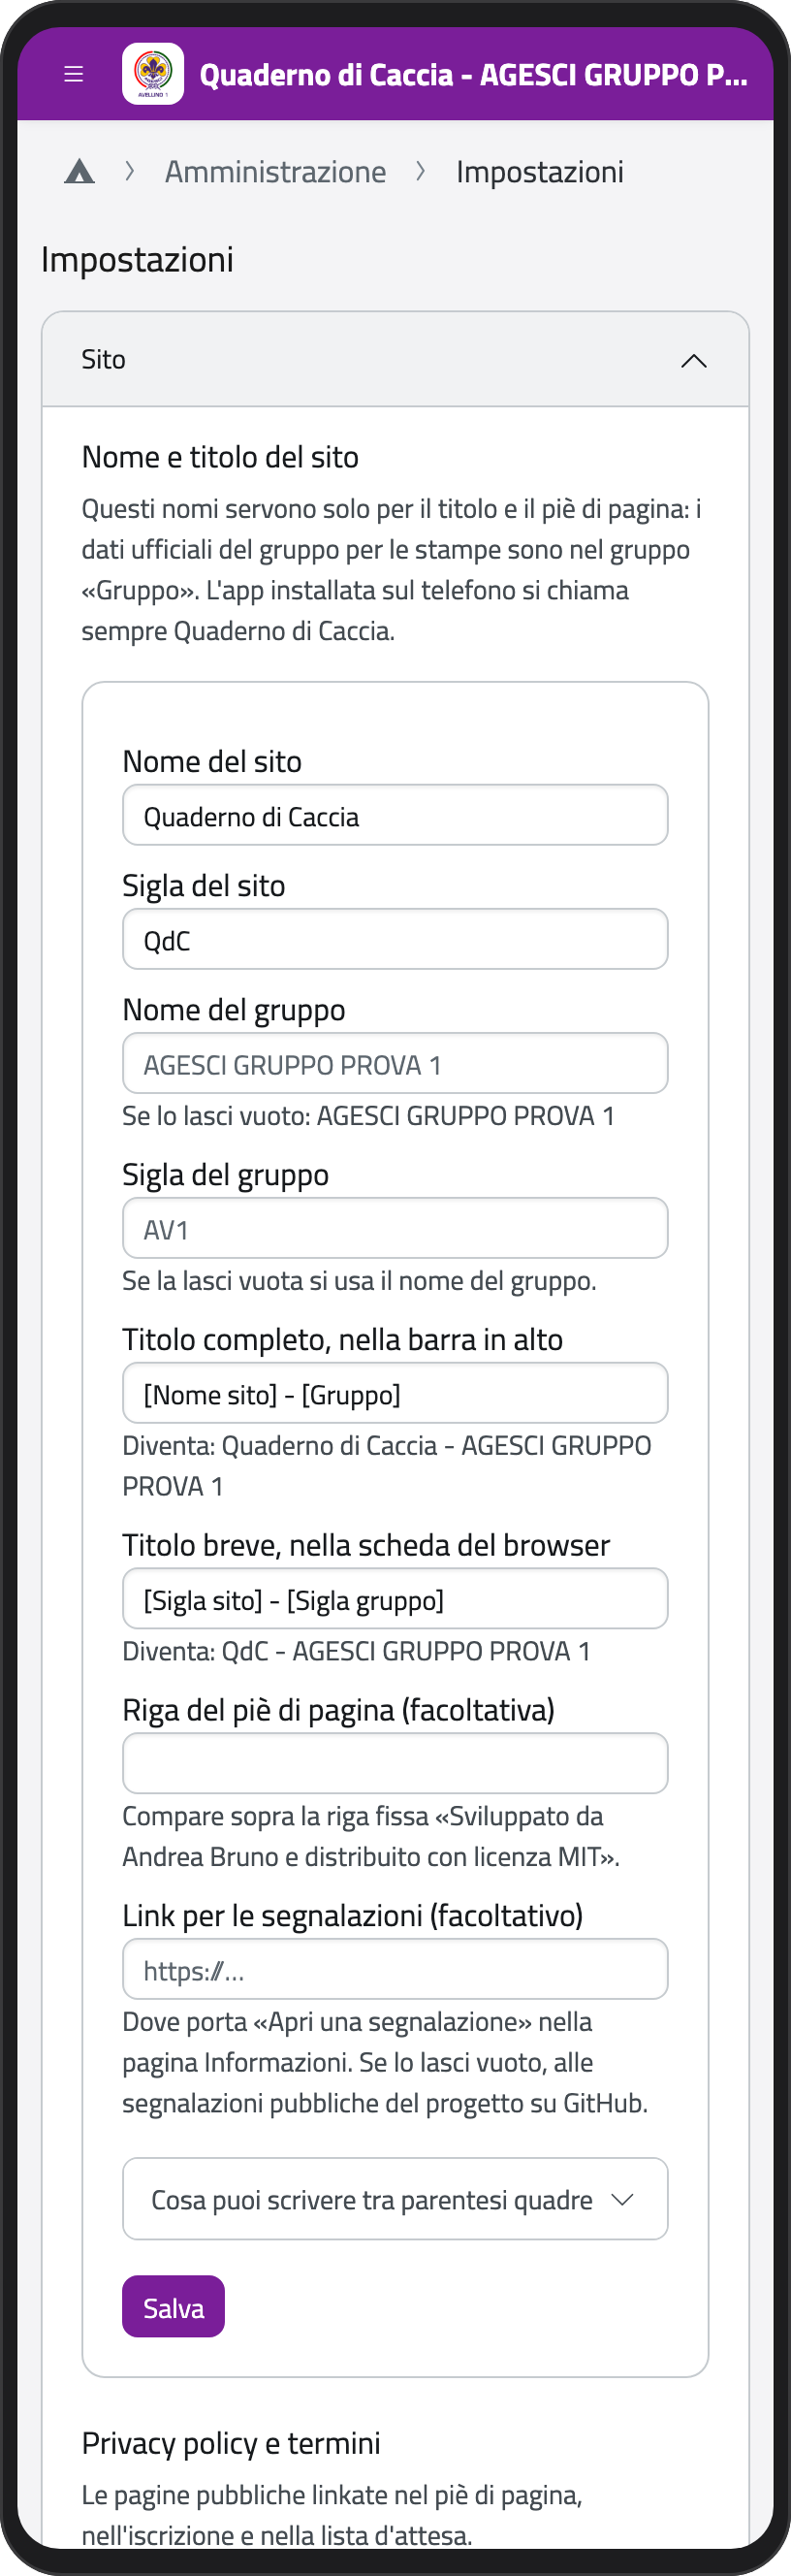 AVELLINO 1
Quaderno di Caccia - AGESCI GRUPPO P...
Amministrazione
Impostazioni
Impostazioni
Sito
Nome e titolo del sito
Questi nomi servono solo per il titolo e il piè di pagina: i
dati ufficiali del gruppo per le stampe sono nel gruppo
«Gruppo». L'app installata sul telefono si chiama
sempre Quaderno di Caccia.
Nome del sito
Quaderno di Caccia
Sigla del sito
QdC
Nome del gruppo
AGESCI GRUPPO PROVA 1
Se lo lasci vuoto: AGESCI GRUPPO PROVA 1
Sigla del gruppo
AV1
Se la lasci vuota si usa il nome del gruppo.
Titolo completo, nella barra in alto
[Nome sito] - [Gruppo]
Diventa: Quaderno di Caccia - AGESCI GRUPPO
PROVA 1
Titolo breve, nella scheda del browser
[Sigla sito] - [Sigla gruppo]
Diventa: QdC - AGESCI GRUPPO PROVA 1
Riga del piè di pagina (facoltativa)
Compare sopra la riga fissa «Sviluppato da
Andrea Bruno e distribuito con licenza MIT».
Link per le segnalazioni (facoltativo)
https://...
Dove porta «Apri una segnalazione» nella
pagina Informazioni. Se lo lasci vuoto, alle
segnalazioni pubbliche del progetto su GitHub.
Cosa puoi scrivere tra parentesi quadre
Salva
Privacy policy e termini
Le pagine pubbliche linkate nel piè di pagina,
nell'iscrizione e nella lista d'attesa.